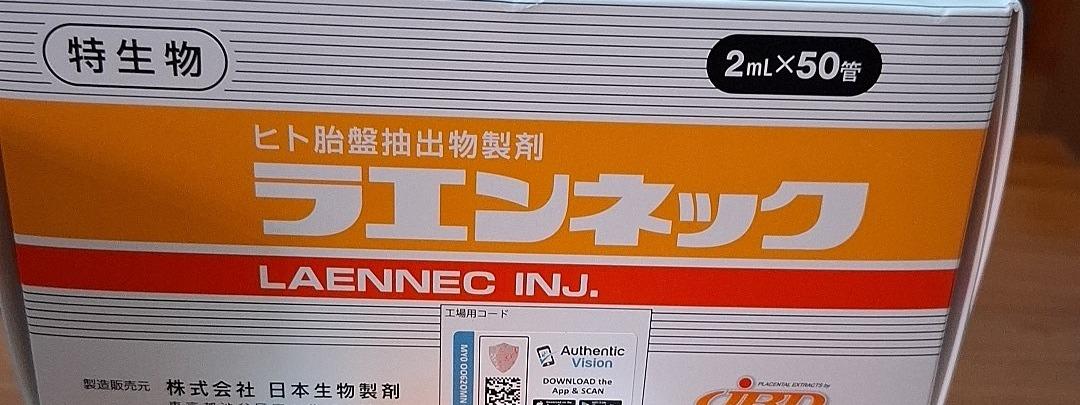 特生物
2mL×50管
ヒト胎盤抽出物製剤
ラエンネック
LAENNEC INJ.
工場用コード
Authentic
Vision
DOWNLOAD the
App & SCAN
PLACENTAL EXTRACTS by
JBP
製造販売元 株式会社 日本生物製剤